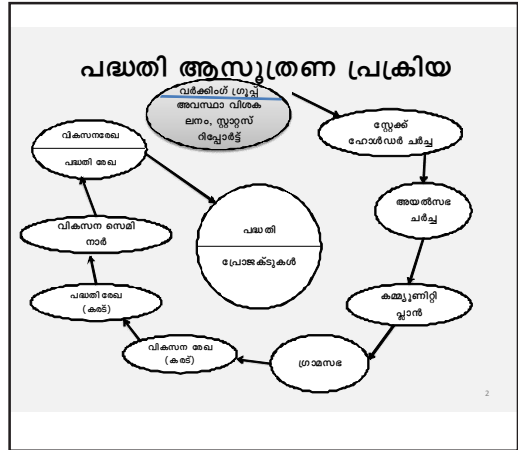 പദ്ധതി ആസൂത്രണ പ്രക്രിയ
വർക്കിംഗ് ഗ്രൂപ്പ്
അവസ്ഥാ വിശക
ലനം, സ്റ്റാറ്റസ്
റിപ്പോർട്ട്
സ്റ്റേക്ക്
ഹോൾഡർ ചർച്ച
അയൽസഭ
ചർച്ച
കമ്മ്യൂണിറ്റി
പ്ലാൻ
ഗ്രാമസഭ
വികസന രേഖ
(കരട്)
പദ്ധതി രേഖ
(കരട്)
വികസന സെമി
നാർ
വികസനരേഖ
പദ്ധതി രേഖ
പദ്ധതി
പ്രോജക്ടുകൾ
2